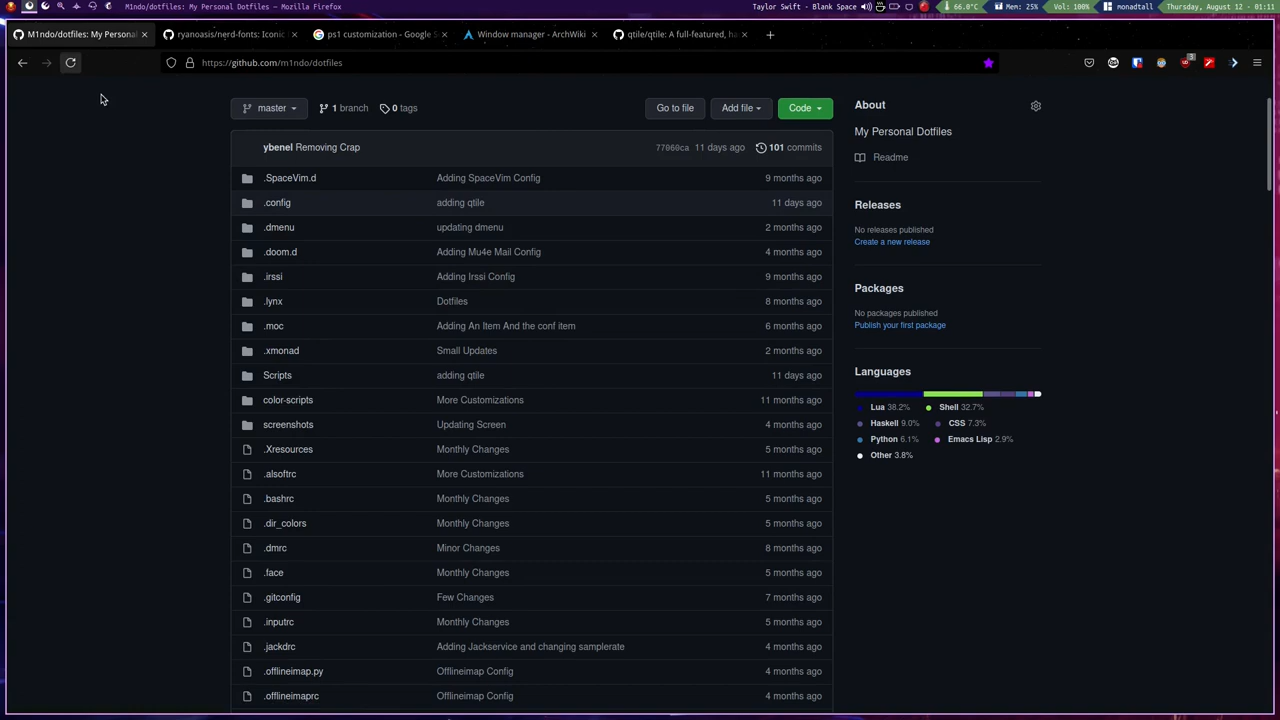 M1ndo/dotfiles: My Personal Dotfiles - Mozilla Firefox
Taylor Swift - Blank Space
66.0°C
Mem: 25%
Vol: 100%
monadtall
Thursday, August 12 - 01:11
M1ndo/dotfiles: My Personal
ryanoasis/nerd-fonts: Iconic
ps1 customization - Google S
Window manager - ArchWiki
qtile/qtile: A full-featured, ha
https://github.com/m1ndo/dotfiles
3
master
1 branch
0 tags
Go to file
Add file
Code
ybenel Removing Crap
77060ca 11 days ago
101 commits
.SpaceVim.d Adding SpaceVim Config 9 months ago
.config adding qtile 11 days ago
.dmenu updating dmenu 2 months ago
.doom.d Adding Mu4e Mail Config 4 months ago
.irssi Adding Irssi Config 9 months ago
.lynx Dotfiles 8 months ago
.moc Adding An Item And the conf item 6 months ago
.xmonad Small Updates 2 months ago
Scripts adding qtile 11 days ago
color-scripts More Customizations 11 months ago
screenshots Updating Screen 4 months ago
.Xresources Monthly Changes 5 months ago
.alsoftrc More Customizations 11 months ago
.bashrc Monthly Changes 5 months ago
.dir_colors Monthly Changes 5 months ago
.dmrc Minor Changes 8 months ago
.face Monthly Changes 5 months ago
.gitconfig Few Changes 7 months ago
.inputrc Monthly Changes 5 months ago
.jackdrc Adding Jackservice and changing samplerate 4 months ago
.offlineimap.py Offlineimap Config 4 months ago
.offlineimaprc Offlineimap Config 4 months ago
About
My Personal Dotfiles
Readme
Releases
No releases published
Create a new release
Packages
No packages published
Publish your first package
Languages
Lua 38.2%
Shell 32.7%
Haskell 9.0%
CSS 7.3%
Python 6.1%
Emacs Lisp 2.9%
Other 3.8%